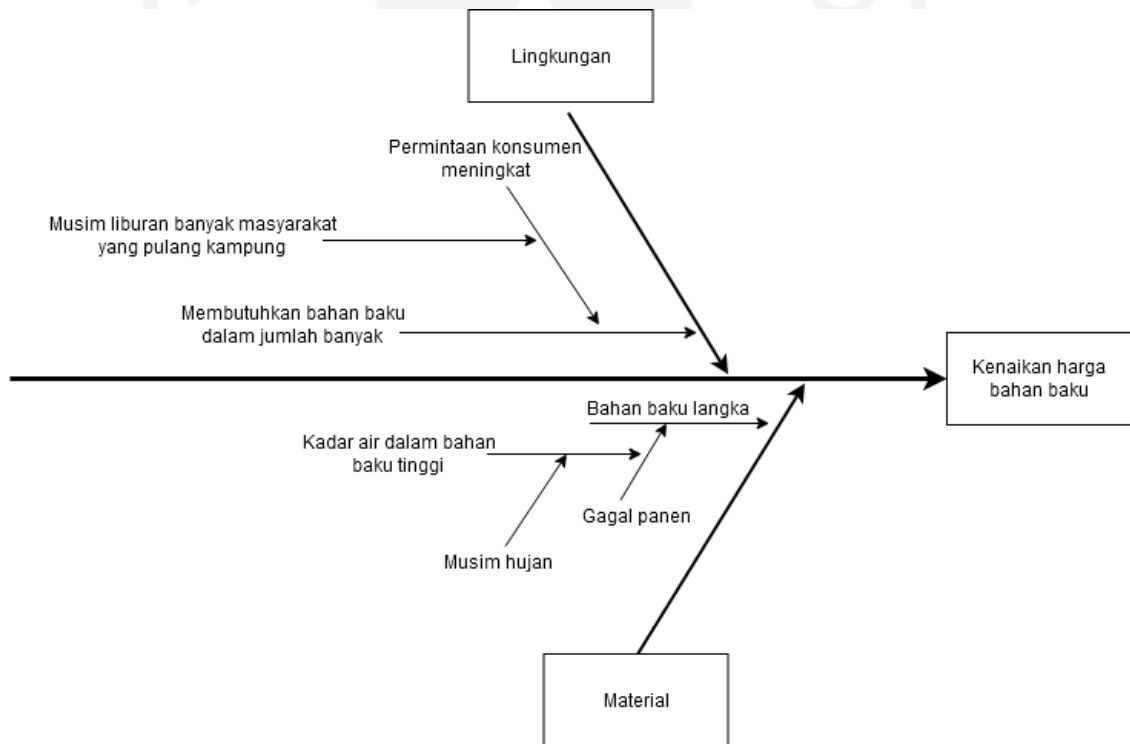 Lingkungan
Permintaan konsumen
meningkat
Musim liburan banyak masyarakat
yang pulang kampung
Membutuhkan bahan baku
dalam jumlah banyak
Kenaikan harga
bahan baku
Bahan baku langka
Kadar air dalam bahan
baku tinggi
Gagal panen
Musim hujan
Material